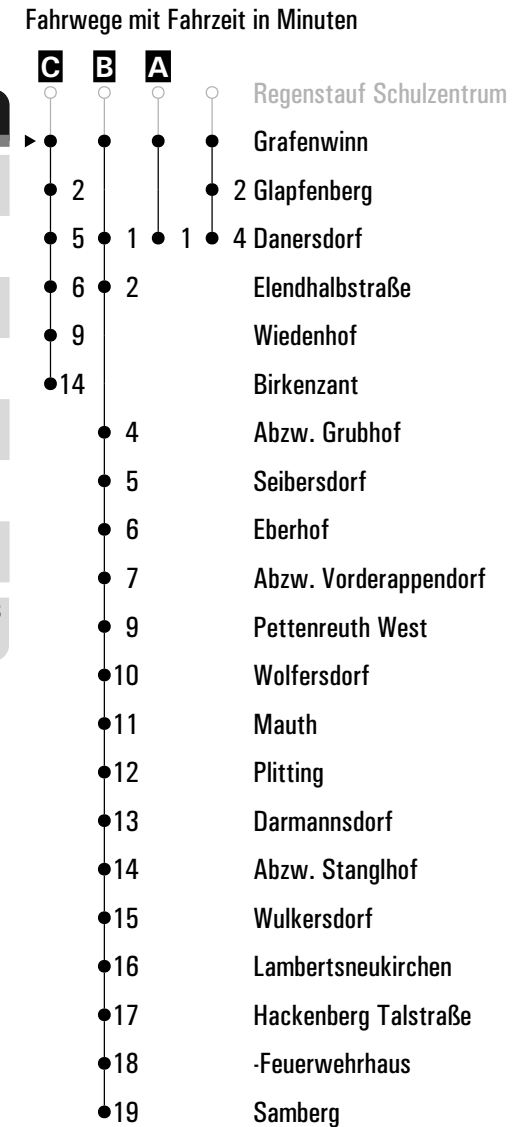 Fahrwege mit Fahrzeit in Minuten
C B A
Regenstauf Schulzentrum
Grafenwinn
2 2 Glapfenberg
5 1 1 4 Danersdorf
6 2 Elendhalbstraße
9 Wiedenhof
14 Birkenzant
4 Abzw. Grubhof
5 Seibersdorf
6 Eberhof
7 Abzw. Vorderappendorf
9 Pettenreuth West
10 Wolfersdorf
11 Mauth
12 Plitting
13 Darmannsdorf
14 Abzw. Stanglhof
15 Wulkersdorf
16 Lambertsneukirchen
17 Hackenberg Talstraße
18 -Feuerwehrhaus
19 Samberg